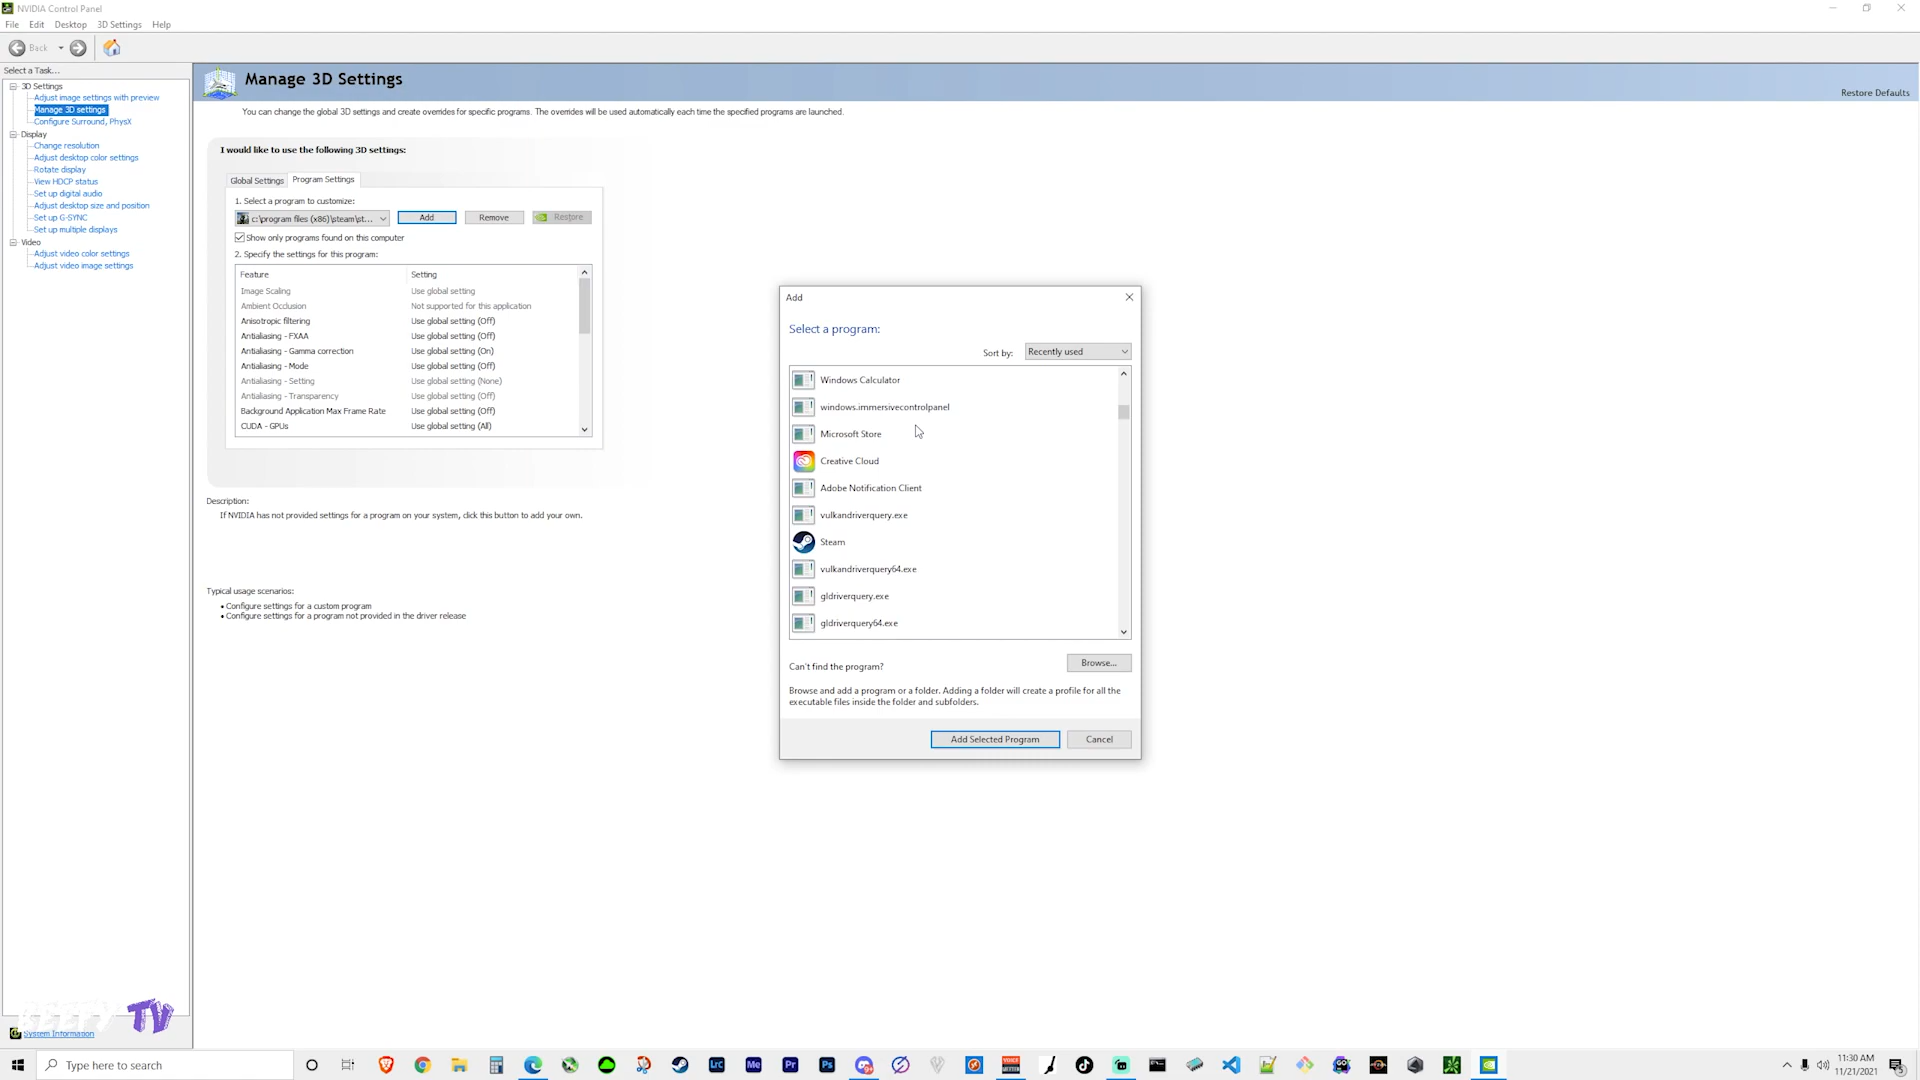 NVIDIA Control Panel
File Edit Desktop 3D Settings Help
Back
Select a Task...
3D Settings
Adjust image settings with preview
Manage 3D settings
Configure Surround, PhysX
Display
Change resolution
Adjust desktop color settings
Rotate display
View HDCP status
Set up digital audio
Adjust desktop size and position
Set up G-SYNC
Set up multiple displays
Video
Adjust video color settings
Adjust video image settings
BEEFY TV
System Information
Manage 3D Settings
Restore Defaults
You can change the global 3D settings and create overrides for specific programs. The overrides will be used automatically each time the specified programs are launched.
I would like to use the following 3D settings:
Global Settings Program Settings
1. Select a program to customize:
c:\program files (x86)\steam\st... Add Remove Restore
Show only programs found on this computer
2. Specify the settings for this program:
Feature Setting
Image Scaling Use global setting
Ambient Occlusion Not supported for this application
Anisotropic filtering Use global setting (Off)
Antialiasing - FXAA Use global setting (Off)
Antialiasing - Gamma correction Use global setting (On)
Antialiasing - Mode Use global setting (Off)
Antialiasing - Setting Use global setting (None)
Antialiasing - Transparency Use global setting (Off)
Background Application Max Frame Rate Use global setting (Off)
CUDA - GPUs Use global setting (All)
Description:
If NVIDIA has not provided settings for a program on your system, click this button to add your own.
Typical usage scenarios:
• Configure settings for a custom program
• Configure settings for a program not provided in the driver release
Add
Select a program:
Sort by: Recently used
Windows Calculator
windows.immersivecontrolpanel
Microsoft Store
Creative Cloud
Adobe Notification Client
vulkandriverquery.exe
Steam
vulkandriverquery64.exe
gldriverquery.exe
gldriverquery64.exe
Can't find the program? Browse...
Browse and add a program or a folder. Adding a folder will create a profile for all the
executable files inside the folder and subfolders.
Add Selected Program Cancel
Type here to search
LrC Me Pr Ps
11:30 AM
11/21/2021